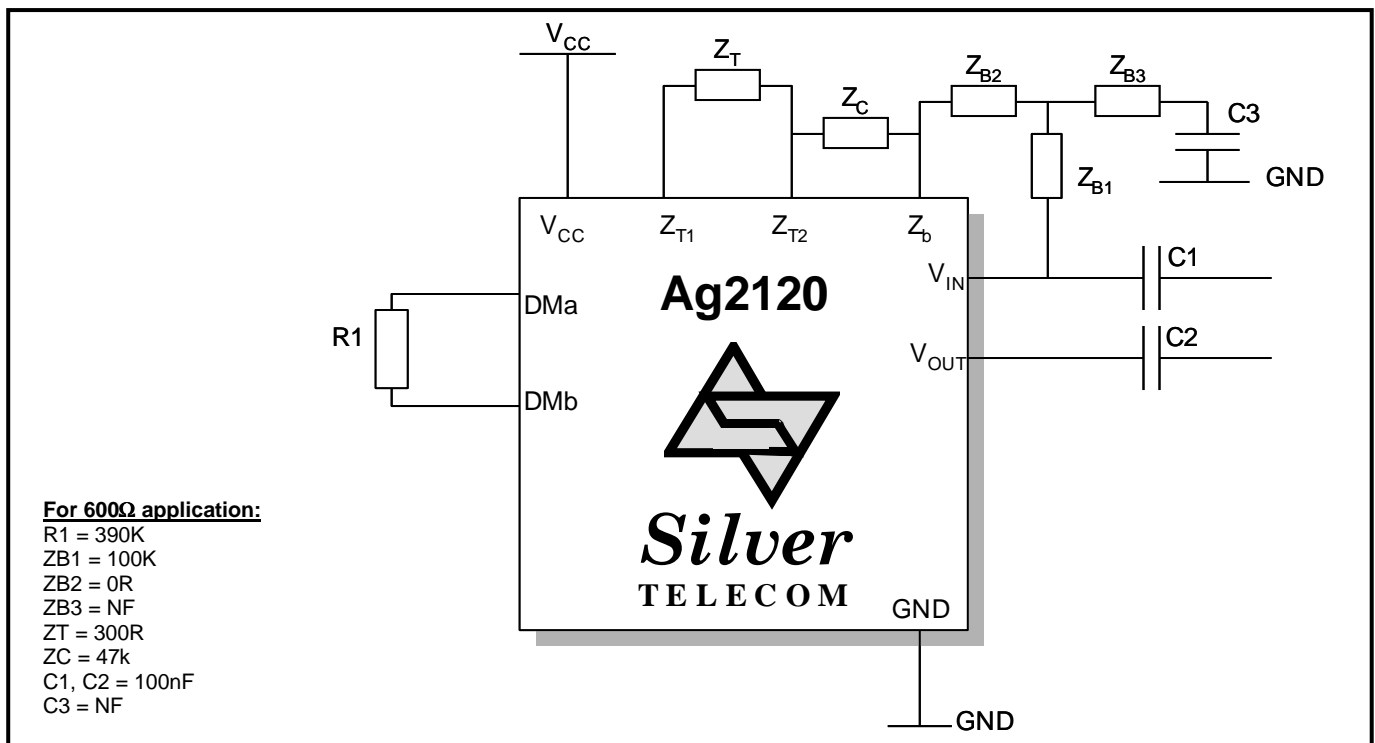 VCC
ZT
ZC
ZB2
ZB3
C3
GND
ZB1
VCC
ZT1
ZT2
Zb
VIN
C1
Ag2120
DMa
R1
VOUT
C2
DMb
Silver
TELECOM
GND
GND
For 600Ω application:
R1 = 390K
ZB1 = 100K
ZB2 = 0R
ZB3 = NF
ZT = 300R
ZC = 47k
C1, C2 = 100nF
C3 = NF